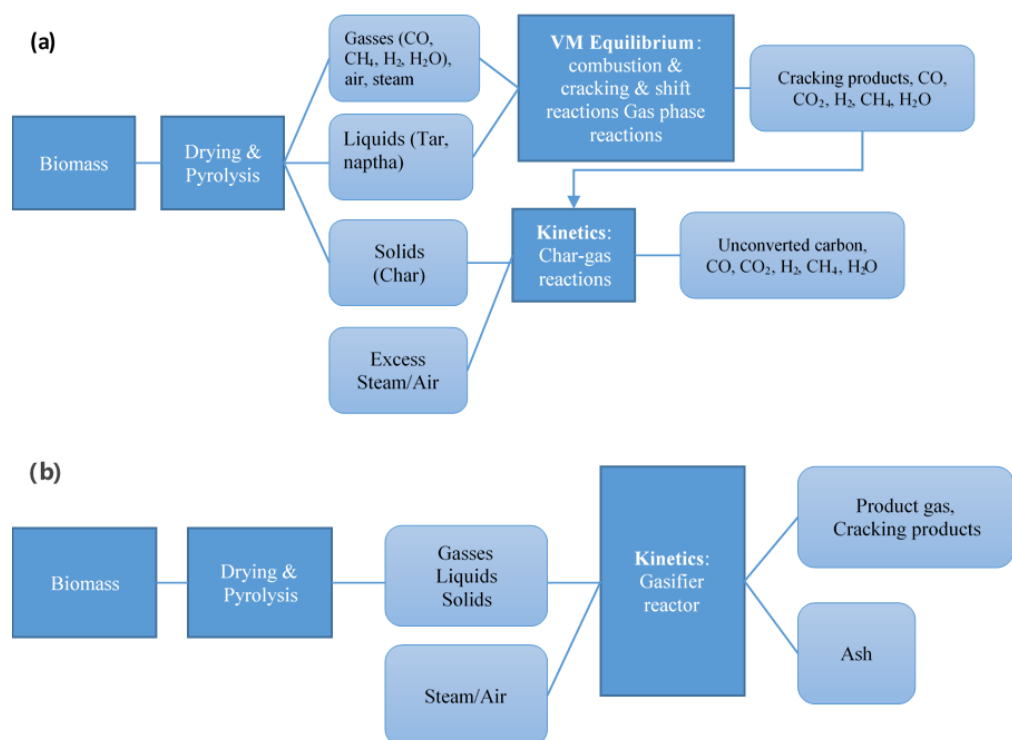 (a)
Biomass
Drying &
Pyrolysis
Gasses (CO,
CH₄, H₂, H₂O),
air, steam
Liquids (Tar,
naptha)
Solids
(Char)
Excess
Steam/Air
VM Equilibrium:
combustion &
cracking & shift
reactions Gas phase
reactions
Cracking products, CO,
CO₂, H₂, CH₄, H₂O
Kinetics:
Char-gas
reactions
Unconverted carbon,
CO, CO₂, H₂, CH₄, H₂O
(b)
Biomass
Drying &
Pyrolysis
Gasses
Liquids
Solids
Steam/Air
Kinetics:
Gasifier
reactor
Product gas,
Cracking products
Ash